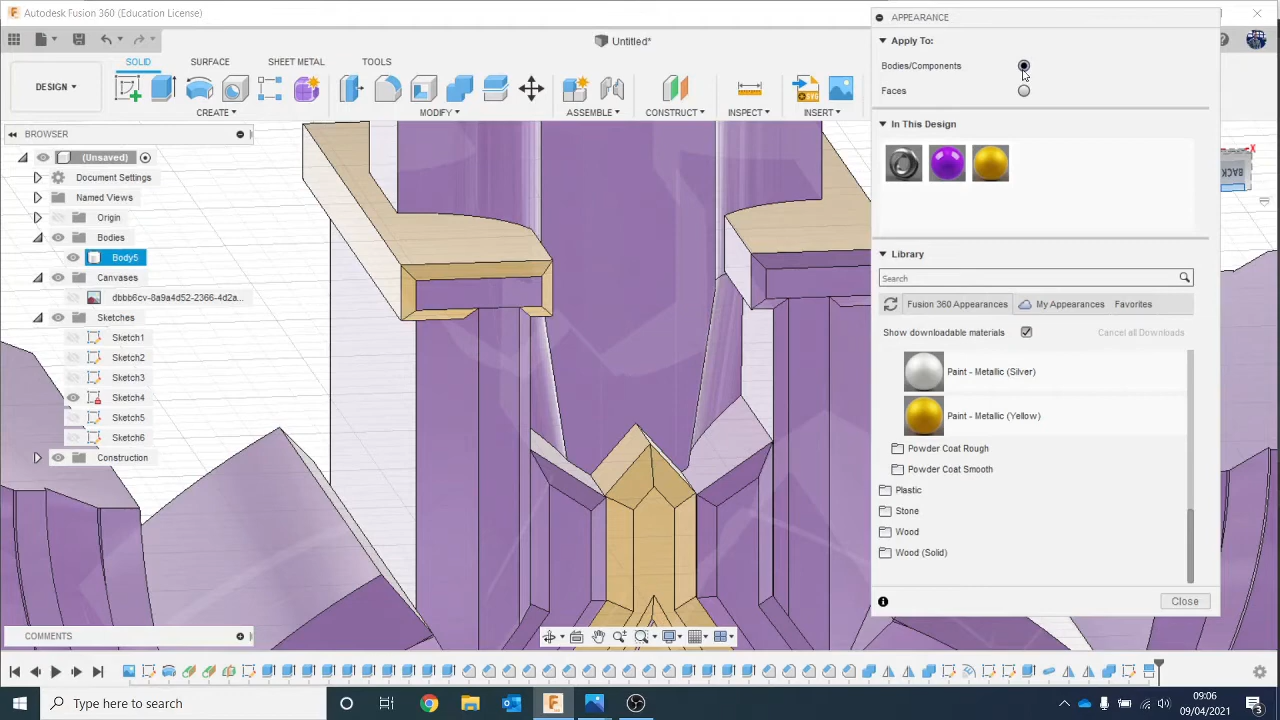 Autodesk Fusion 360 (Education License)
APPEARANCE
Untitled*
Apply To:
SOLID
SURFACE
SHEET METAL
TOOLS
Bodies/Components
DESIGN
Faces
CREATE
MODIFY
ASSEMBLE
CONSTRUCT
INSPECT
INSERT
SVG
BROWSER
In This Design
(Unsaved)
Document Settings
X
BACK
Named Views
Origin
Bodies
Body5
Library
Canvases
Search
dbbb6cv-8a9a4d52-2366-4d2a...
Fusion 360 Appearances
My Appearances
Favorites
Sketches
Show downloadable materials
Cancel all Downloads
Sketch1
Sketch2
Paint - Metallic (Silver)
Sketch3
Sketch4
Paint - Metallic (Yellow)
Sketch5
Sketch6
Powder Coat Rough
Construction
Powder Coat Smooth
Plastic
Stone
Wood
Wood (Solid)
Close
COMMENTS
Type here to search
09:06
09/04/2021
3